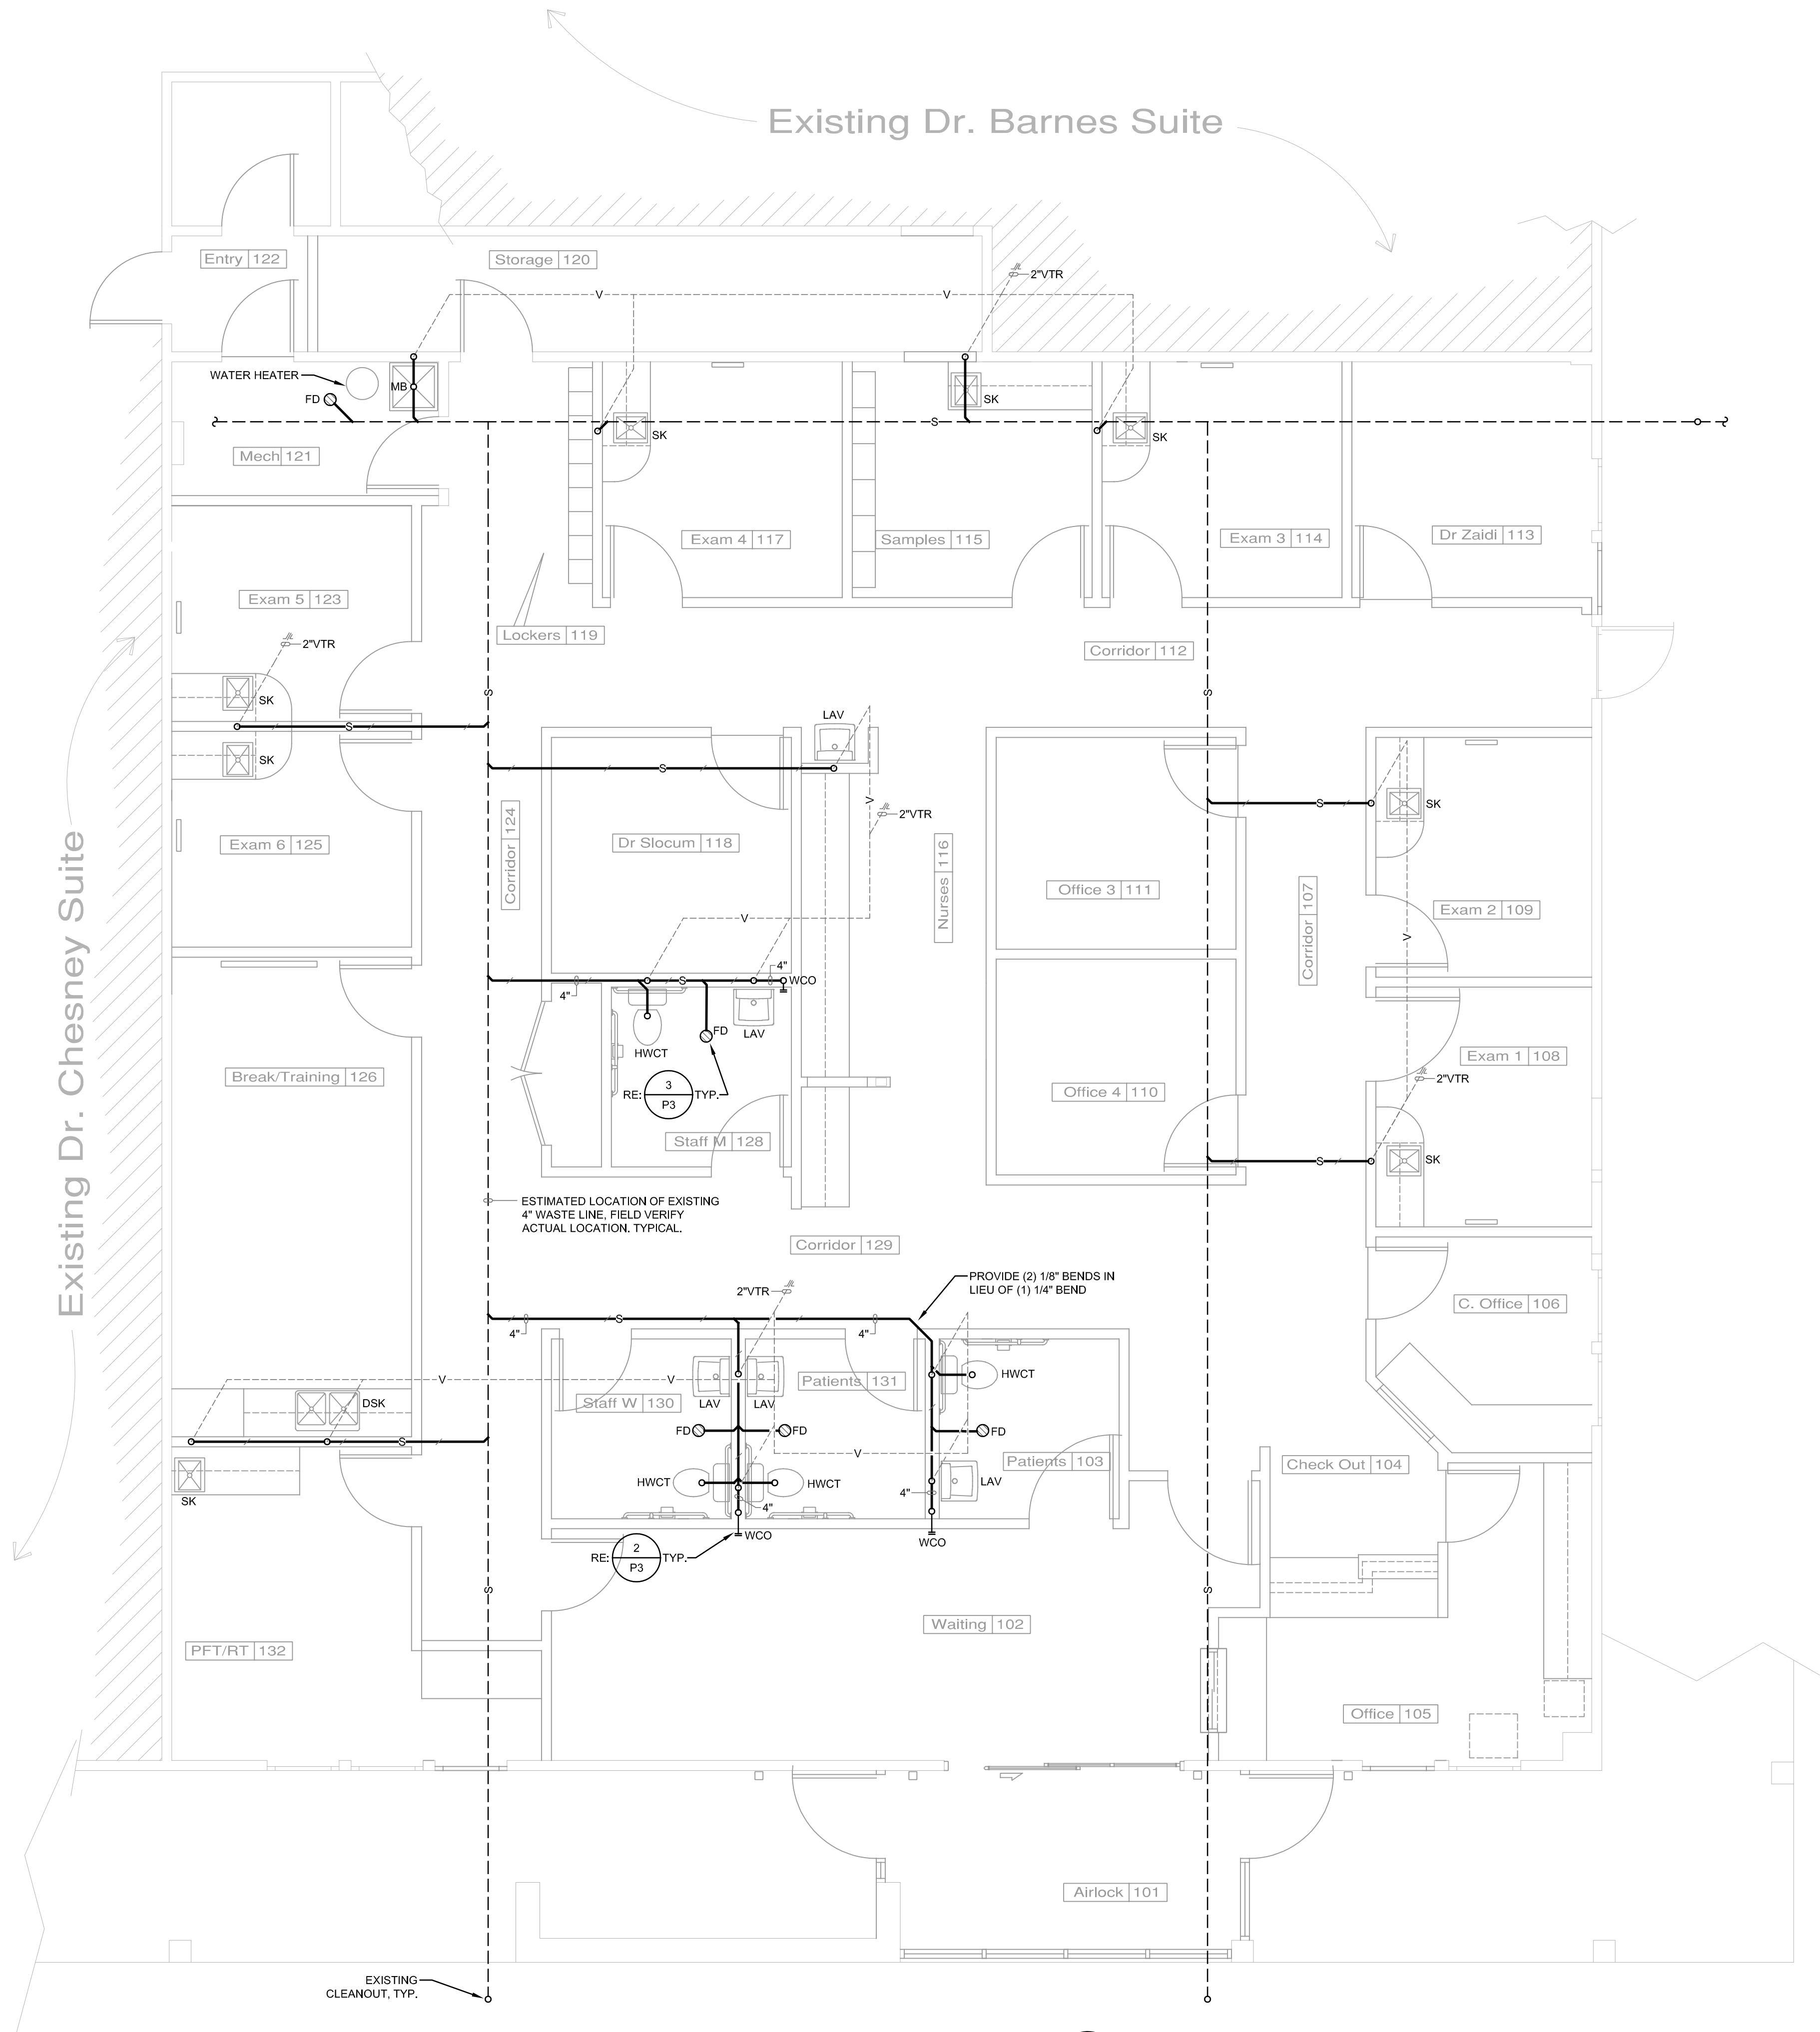 Existing Dr. Barnes Suite
Entry 122
Storage 120
2"VTR
V
V
WATER HEATER
MB
FD
SK
S
SK
SK
Mech 121
Exam 4 117
Samples 115
Exam 3 114
Dr Zaidi 113
Exam 5 123
Lockers 119
2"VTR
Corridor 112
S
S
SK
LAV
S
SK
S
V
S
SK
2"VTR
Corridor 124
Dr Slocum 118
Exam 6 125
Nurses 116
Office 3 111
Corridor 107
Exam 2 109
V
V
Existing Dr. Chesney Suite
4"
S
WCO
4"
FD
LAV
HWCT
Exam 1 108
Break/Training 126
3
RE:
TYP.
P3
2"VTR
Office 4 110
Staff M 128
S
SK
ESTIMATED LOCATION OF EXISTING
4" WASTE LINE, FIELD VERIFY
ACTUAL LOCATION. TYPICAL.
Corridor 129
PROVIDE (2) 1/8" BENDS IN
LIEU OF (1) 1/4" BEND
2"VTR
C. Office 106
S
4"
4"
HWCT
V
V
Patients 131
DSK
Staff W 130
LAV
LAV
FD
FD
FD
S
V
Patients 103
Check Out 104
HWCT
HWCT
LAV
4"
SK
4"
WCO
WCO
2
RE:
TYP.
P3
S
S
Waiting 102
PFT/RT 132
Office 105
Airlock 101
EXISTING
CLEANOUT, TYP.